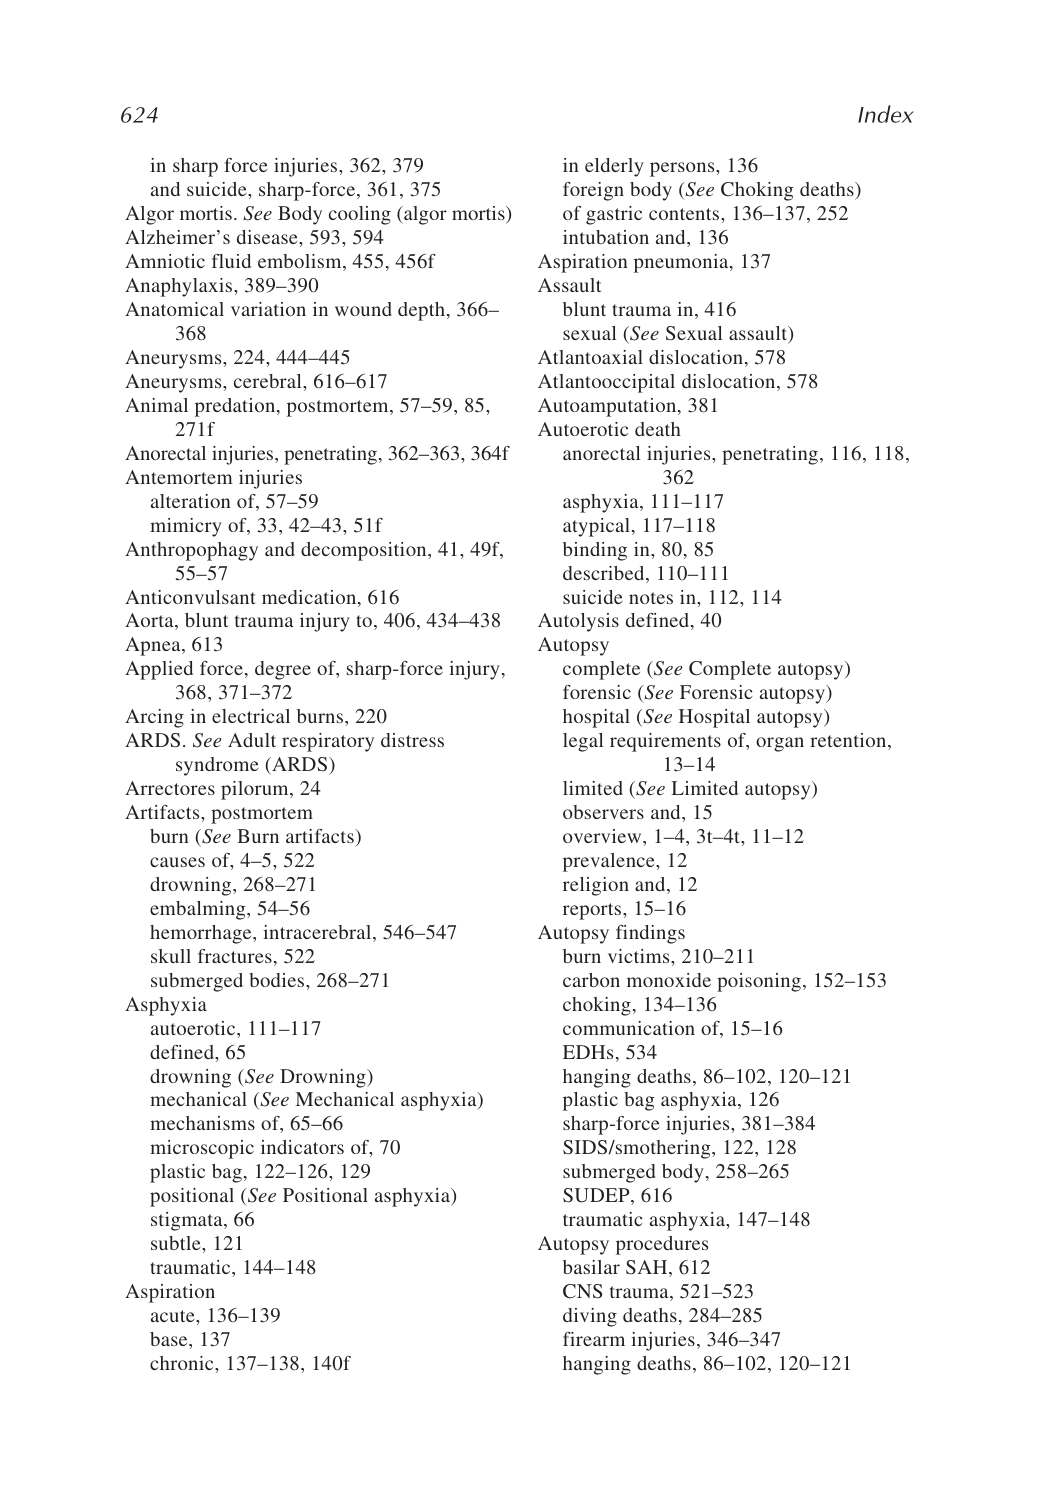 624
Index
in sharp force injuries, 362, 379
and suicide, sharp-force, 361, 375
Algor mortis. See Body cooling (algor mortis)
Alzheimer's disease, 593, 594
Amniotic fluid embolism, 455, 456f
Anaphylaxis, 389–390
Anatomical variation in wound depth, 366–
368
Aneurysms, 224, 444–445
Aneurysms, cerebral, 616–617
Animal predation, postmortem, 57–59, 85,
271f
Anorectal injuries, penetrating, 362–363, 364f
Antemortem injuries
alteration of, 57–59
mimicry of, 33, 42–43, 51f
Anthropophagy and decomposition, 41, 49f,
55–57
Anticonvulsant medication, 616
Aorta, blunt trauma injury to, 406, 434–438
Apnea, 613
Applied force, degree of, sharp-force injury,
368, 371–372
Arcing in electrical burns, 220
ARDS. See Adult respiratory distress
syndrome (ARDS)
Arrectores pilorum, 24
Artifacts, postmortem
burn (See Burn artifacts)
causes of, 4–5, 522
drowning, 268–271
embalming, 54–56
hemorrhage, intracerebral, 546–547
skull fractures, 522
submerged bodies, 268–271
Asphyxia
autoerotic, 111–117
defined, 65
drowning (See Drowning)
mechanical (See Mechanical asphyxia)
mechanisms of, 65–66
microscopic indicators of, 70
plastic bag, 122–126, 129
positional (See Positional asphyxia)
stigmata, 66
subtle, 121
traumatic, 144–148
Aspiration
acute, 136–139
base, 137
chronic, 137–138, 140f
in elderly persons, 136
foreign body (See Choking deaths)
of gastric contents, 136–137, 252
intubation and, 136
Aspiration pneumonia, 137
Assault
blunt trauma in, 416
sexual (See Sexual assault)
Atlantoaxial dislocation, 578
Atlantooccipital dislocation, 578
Autoamputation, 381
Autoerotic death
anorectal injuries, penetrating, 116, 118,
362
asphyxia, 111–117
atypical, 117–118
binding in, 80, 85
described, 110–111
suicide notes in, 112, 114
Autolysis defined, 40
Autopsy
complete (See Complete autopsy)
forensic (See Forensic autopsy)
hospital (See Hospital autopsy)
legal requirements of, organ retention,
13–14
limited (See Limited autopsy)
observers and, 15
overview, 1–4, 3t–4t, 11–12
prevalence, 12
religion and, 12
reports, 15–16
Autopsy findings
burn victims, 210–211
carbon monoxide poisoning, 152–153
choking, 134–136
communication of, 15–16
EDHs, 534
hanging deaths, 86–102, 120–121
plastic bag asphyxia, 126
sharp-force injuries, 381–384
SIDS/smothering, 122, 128
submerged body, 258–265
SUDEP, 616
traumatic asphyxia, 147–148
Autopsy procedures
basilar SAH, 612
CNS trauma, 521–523
diving deaths, 284–285
firearm injuries, 346–347
hanging deaths, 86–102, 120–121